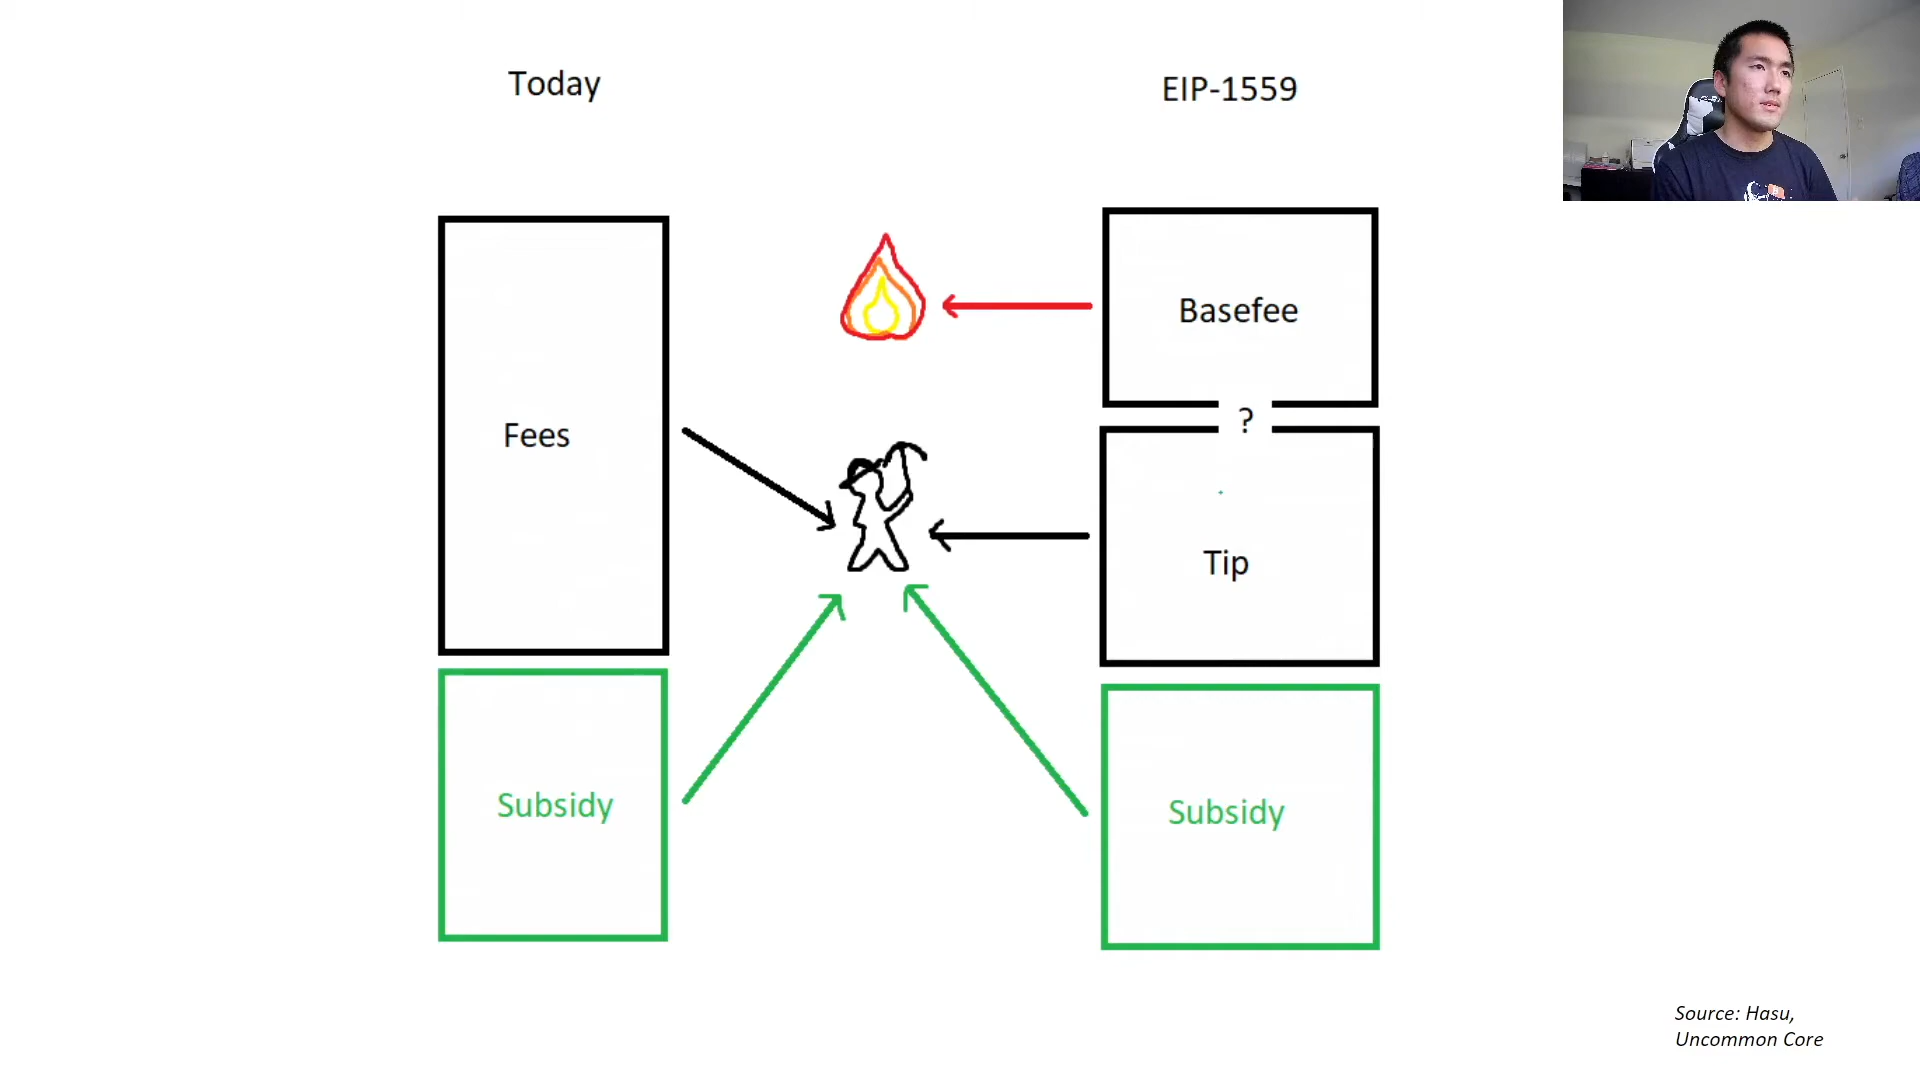 Today
EIP-1559
Fees
Subsidy
Basefee
?
Tip
Subsidy
Source: Hasu,
Uncommon Core